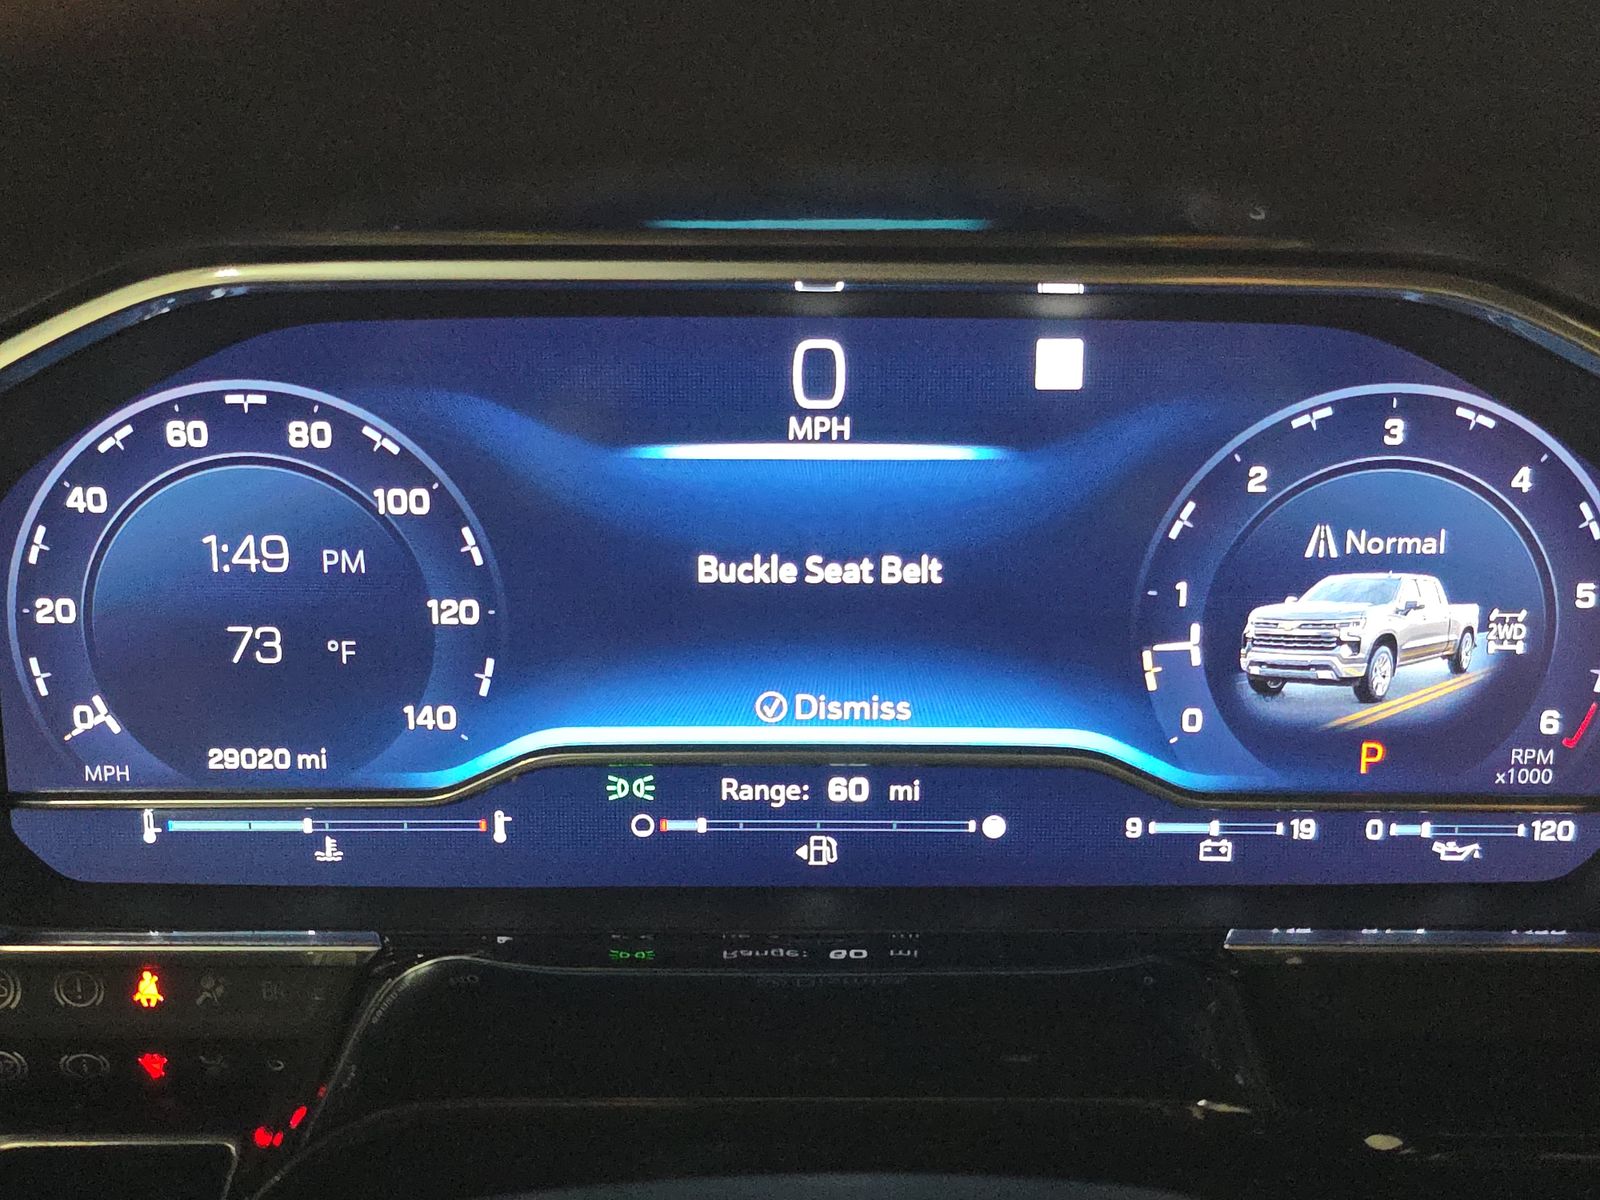 0
MPH
60 80
40 100
20 120
0 140
1:49 PM
73 °F
29020 mi
MPH
Buckle Seat Belt
Dismiss
3
2 4
1 5
0 6
Normal
2WD
P
RPM
x1000
Range: 60 mi
9 19
0 120